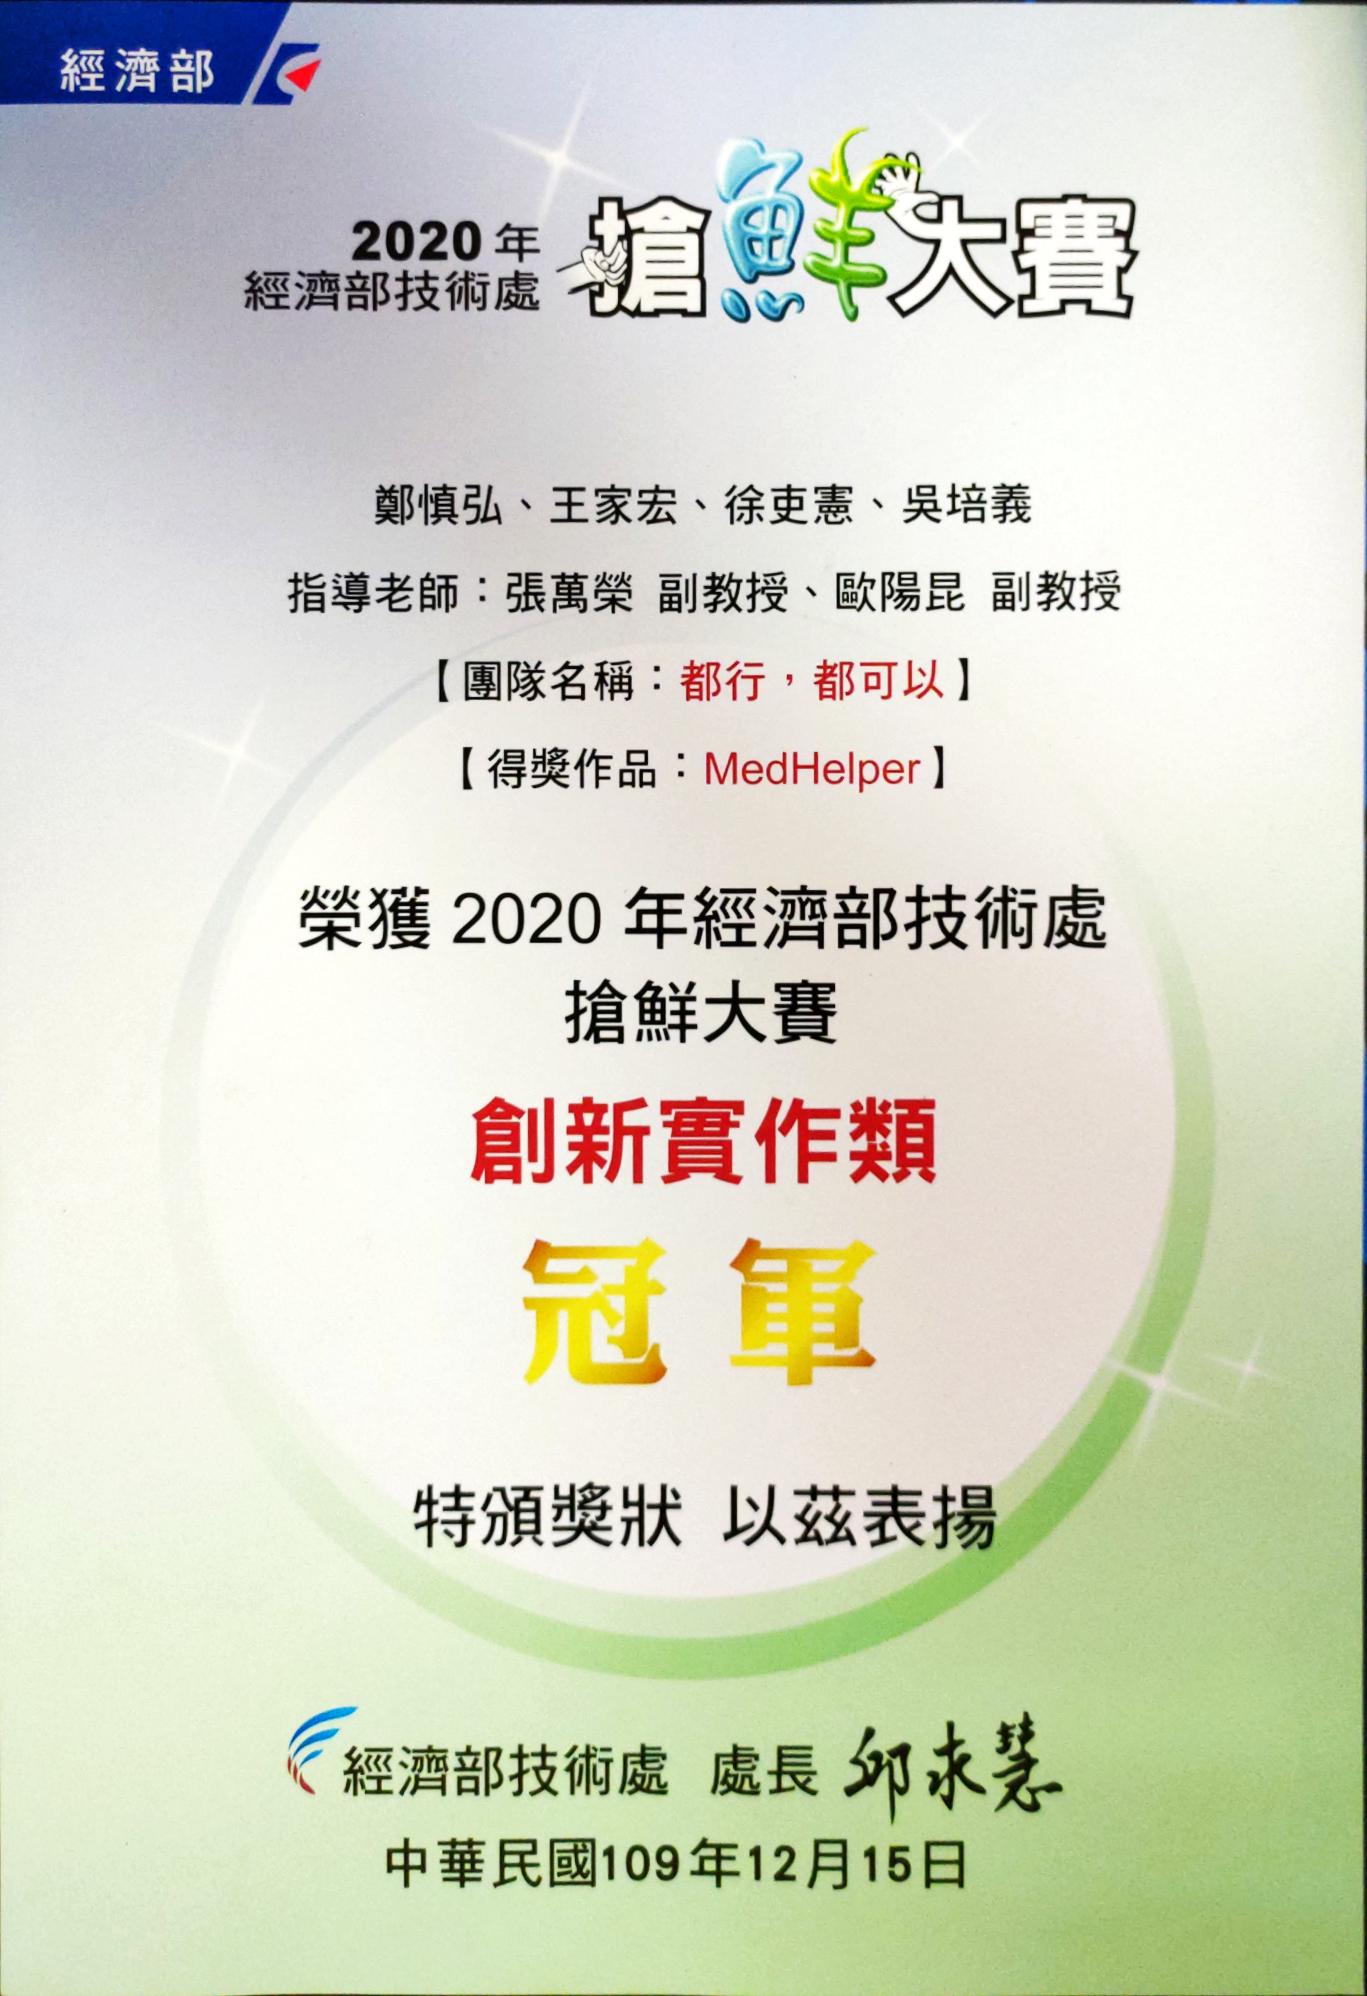 經濟部
2020年
經濟部技術處
搶鮮大賽
鄭慎弘、王家宏、徐吏憲、吳培義
指導老師：張萬榮 副教授、歐陽昆 副教授
【團隊名稱：都行，都可以】
【得獎作品：MedHelper】
榮獲 2020 年經濟部技術處
搶鮮大賽
創新實作類
冠軍
特頒獎狀 以茲表揚
經濟部技術處 處長 邱求慧
中華民國109年12月15日